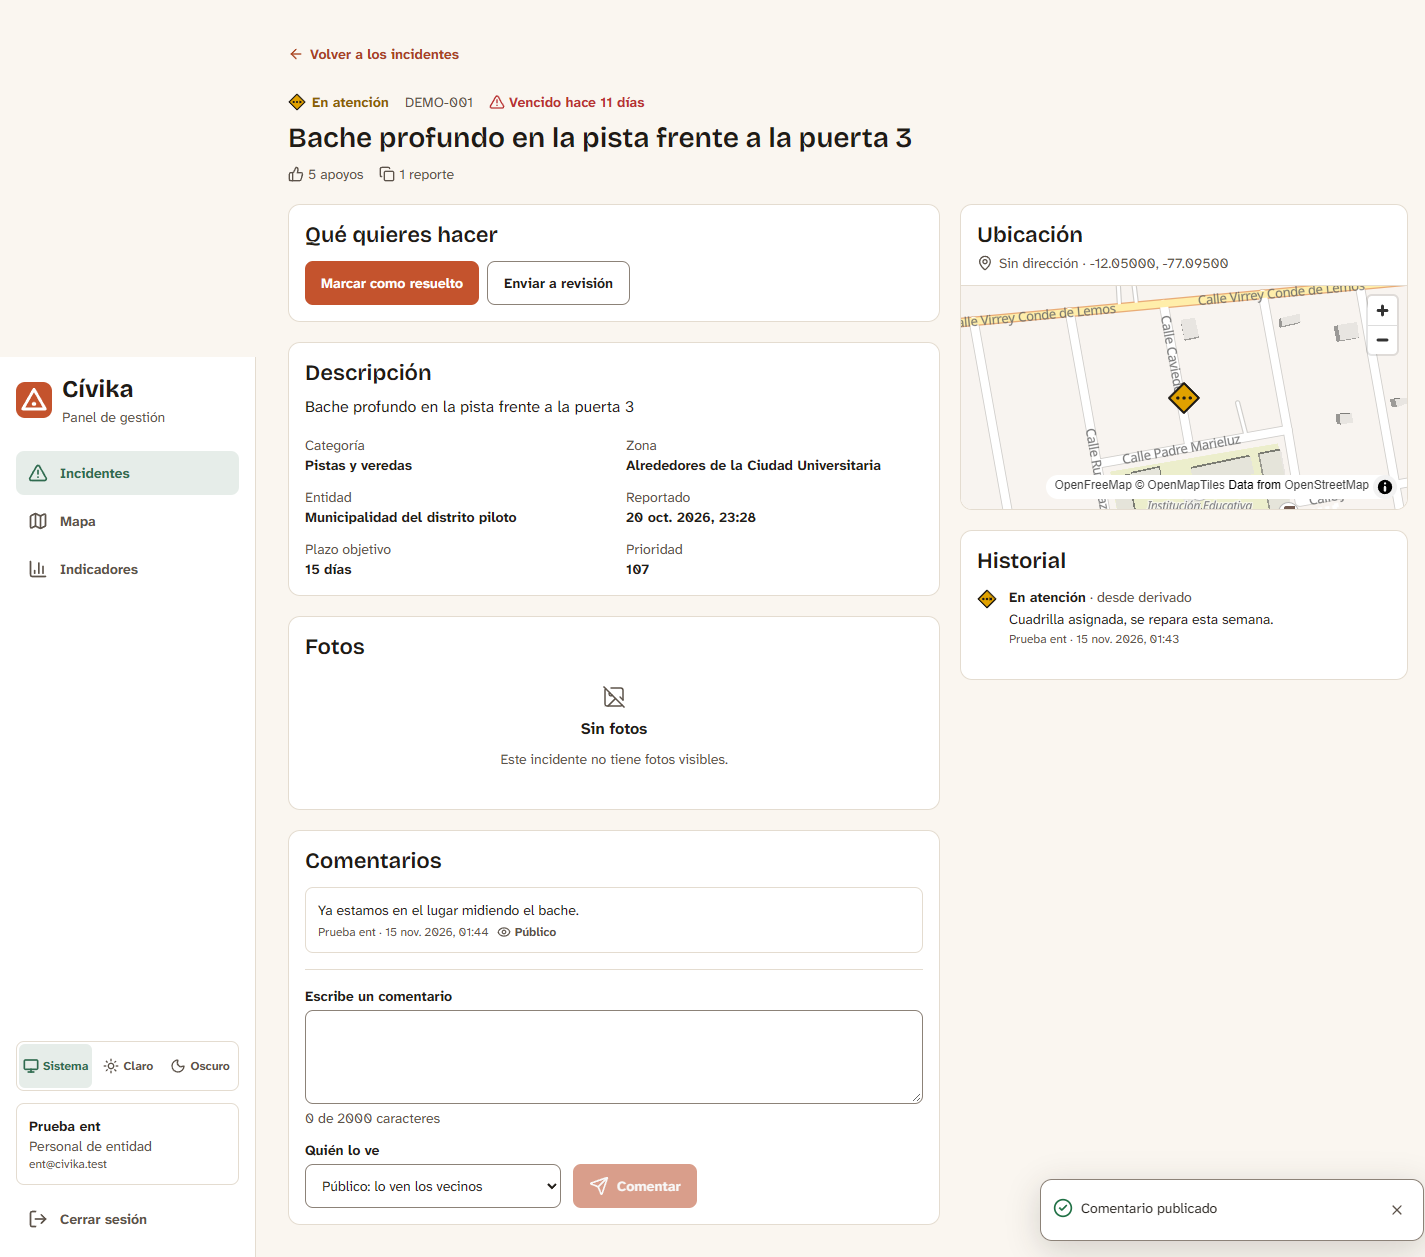 Volver a los incidentes
En atención DEMO-001 Vencido hace 11 días
Bache profundo en la pista frente a la puerta 3
5 apoyos 1 reporte
Qué quieres hacer
Marcar como resuelto Enviar a revisión
Descripción
Bache profundo en la pista frente a la puerta 3
Categoría
Pistas y veredas
Zona
Alrededores de la Ciudad Universitaria
Entidad
Municipalidad del distrito piloto
Reportado
20 oct. 2026, 23:28
Plazo objetivo
15 días
Prioridad
107
Fotos
Sin fotos
Este incidente no tiene fotos visibles.
Comentarios
Ya estamos en el lugar midiendo el bache.
Prueba ent · 15 nov. 2026, 01:44 Público
Escribe un comentario
0 de 2000 caracteres
Quién lo ve
Público: lo ven los vecinos
Comentar
Ubicación
Sin dirección · -12.05000, -77.09500
Calle Virrey Conde de Lemos
alle Virrey Conde de Lemos
Calle Padre Marieluz
OpenFreeMap © OpenMapTiles Data from OpenStreetMap
Institución Educativa
Historial
En atención · desde derivado
Cuadrilla asignada, se repara esta semana.
Prueba ent · 15 nov. 2026, 01:43
Cívika
Panel de gestión
Incidentes
Mapa
Indicadores
Sistema Claro Oscuro
Prueba ent
Personal de entidad
ent@civika.test
Cerrar sesión
Comentario publicado